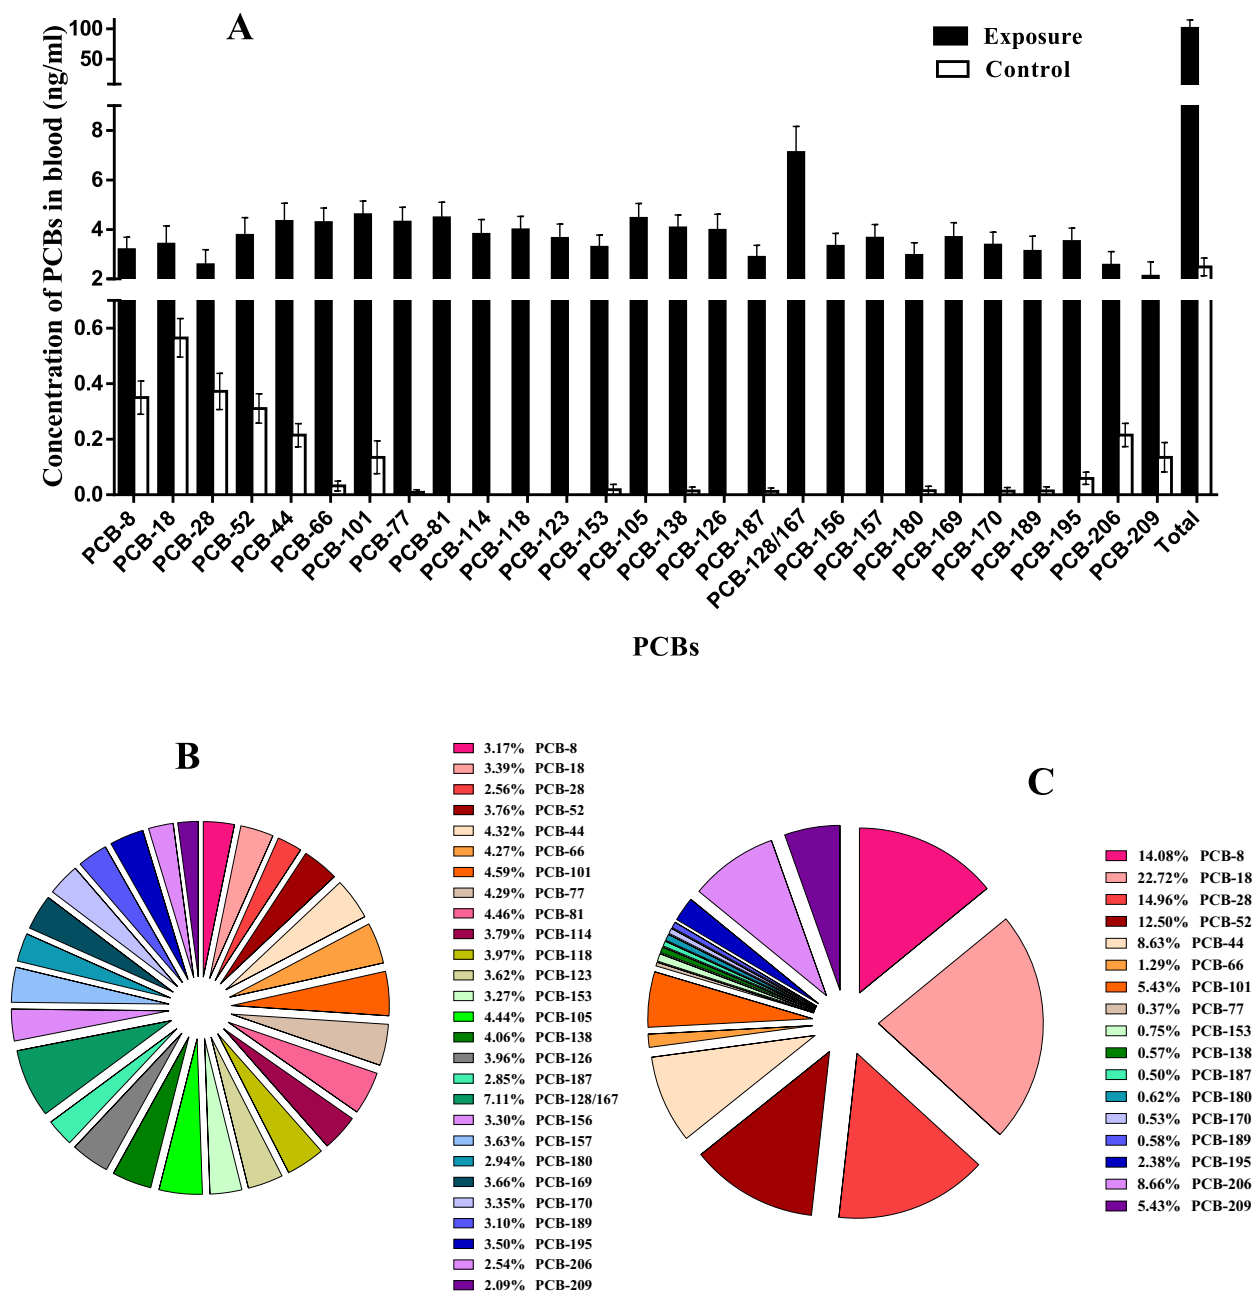 A
Exposure
Control
Concentration of PCBs in blood (ng/ml)
100
50
8
6
4
2
0.6
0.4
0.2
0.0
PCB-8
PCB-18
PCB-28
PCB-52
PCB-44
PCB-66
PCB-101
PCB-77
PCB-81
PCB-114
PCB-118
PCB-123
PCB-153
PCB-105
PCB-138
PCB-126
PCB-187
PCB-128/167
PCB-156
PCB-157
PCB-180
PCB-169
PCB-170
PCB-189
PCB-195
PCB-206
PCB-209
Total
PCBs
B
3.17% PCB-8
3.39% PCB-18
2.56% PCB-28
3.76% PCB-52
4.32% PCB-44
4.27% PCB-66
4.59% PCB-101
4.29% PCB-77
4.46% PCB-81
3.79% PCB-114
3.97% PCB-118
3.62% PCB-123
3.27% PCB-153
4.44% PCB-105
4.06% PCB-138
3.96% PCB-126
2.85% PCB-187
7.11% PCB-128/167
3.30% PCB-156
3.63% PCB-157
2.94% PCB-180
3.66% PCB-169
3.35% PCB-170
3.10% PCB-189
3.50% PCB-195
2.54% PCB-206
2.09% PCB-209
C
14.08% PCB-8
22.72% PCB-18
14.96% PCB-28
12.50% PCB-52
8.63% PCB-44
1.29% PCB-66
5.43% PCB-101
0.37% PCB-77
0.75% PCB-153
0.57% PCB-138
0.50% PCB-187
0.62% PCB-180
0.53% PCB-170
0.58% PCB-189
2.38% PCB-195
8.66% PCB-206
5.43% PCB-209